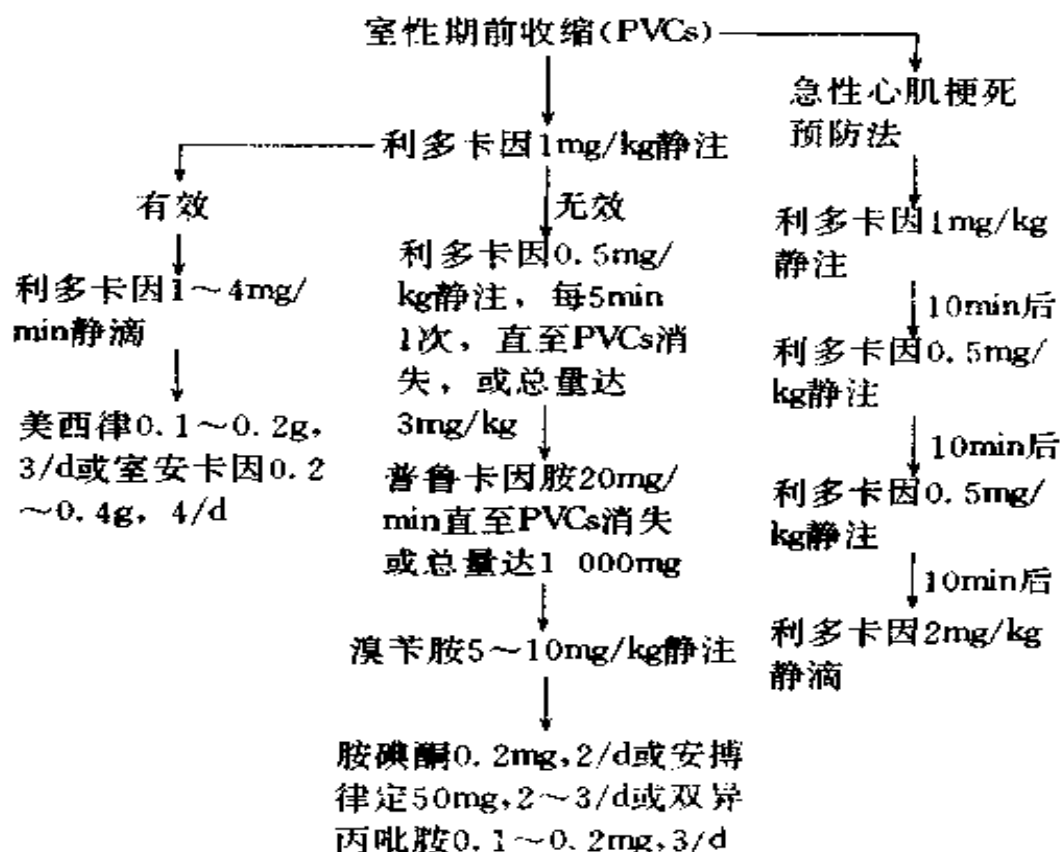 室性期前收缩(PVCs)
利多卡因1mg/kg静注
有效
利多卡因1～4mg/
min静滴
美西律0.1～0.2g,
3/d或室安卡因0.2
～0.4g, 4/d
无效
利多卡因0.5mg/
kg静注, 每5min
1次, 直至PVCs消
失, 或总量达
3mg/kg
普鲁卡因胺20mg/
min直至PVCs消失
或总量达1 000mg
溴苄胺5～10mg/kg静注
胺碘酮0.2mg,2/d或安搏
律定50mg,2～3/d或双异
丙吡胺0.1～0.2mg,3/d
急性心肌梗死
预防法
利多卡因1mg/kg
静注
10min后
利多卡因0.5mg/
kg静注
10min后
利多卡因0.5mg/
kg静注
10min后
利多卡因2mg/kg
静滴